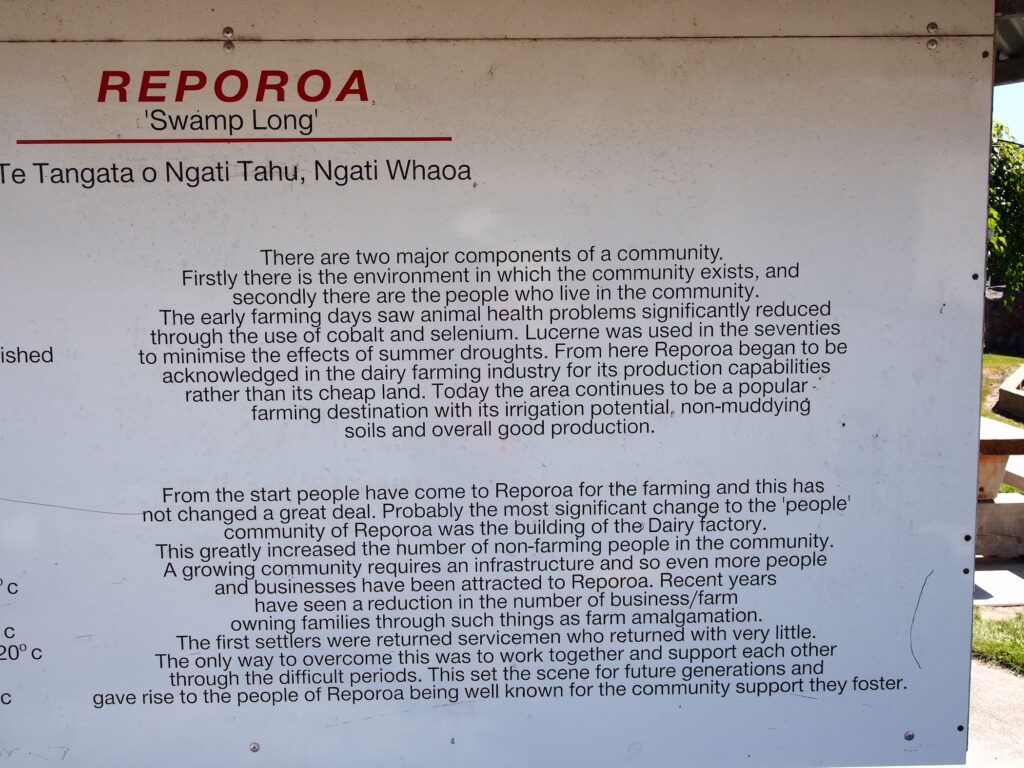 REPOROA
'Swamp Long'
Te Tangata o Ngati Tahu, Ngati Whaoa
There are two major components of a community.
Firstly there is the environment in which the community exists, and
secondly there are the people who live in the community.
The early farming days saw animal health problems significantly reduced
through the use of cobalt and selenium. Lucerne was used in the seventies
to minimise the effects of summer droughts. From here Reporoa began to be
acknowledged in the dairy farming industry for its production capabilities
rather than its cheap land. Today the area continues to be a popular
farming destination with its irrigation potential, non-muddying
soils and overall good production.
From the start people have come to Reporoa for the farming and this has
not changed a great deal. Probably the most significant change to the 'people'
community of Reporoa was the building of the Dairy factory.
This greatly increased the number of non-farming people in the community.
A growing community requires an infrastructure and so even more people
and businesses have been attracted to Reporoa. Recent years
have seen a reduction in the number of business/farm
owning families through such things as farm amalgamation.
The first settlers were returned servicemen who returned with very little.
The only way to overcome this was to work together and support each other
through the difficult periods. This set the scene for future generations and
gave rise to the people of Reporoa being well known for the community support they foster.
ished
° c
c
20° c
c